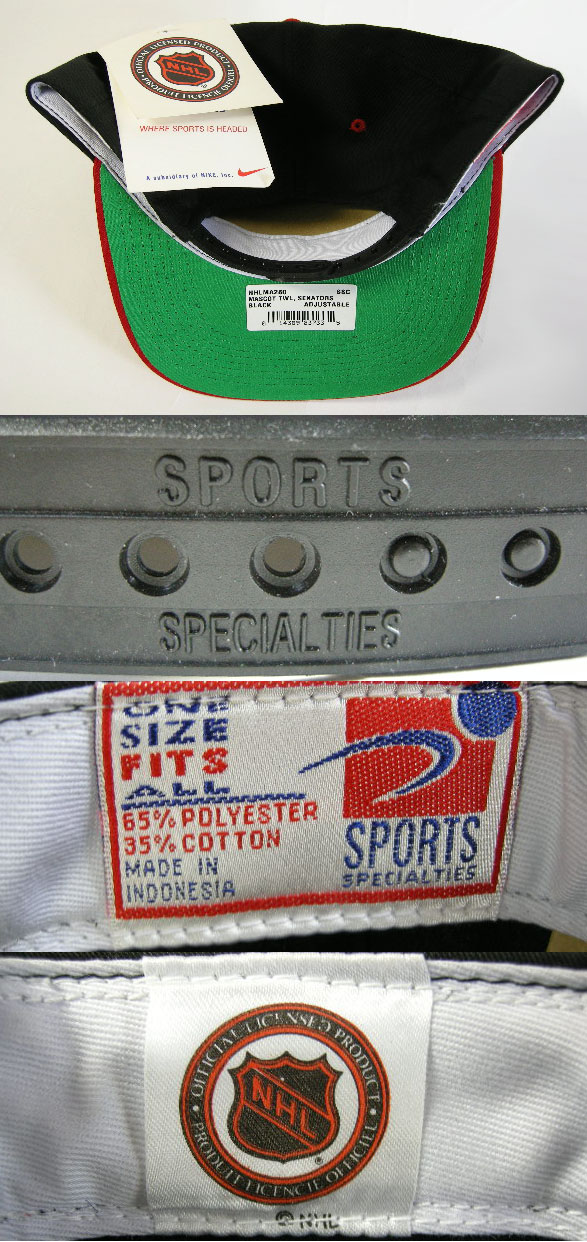 OFFICIAL LICENSED PRODUCT •
NHL
PRODUIT LICENCIÉ OFFICIEL •
WHERE SPORTS IS HEADED
A subsidiary of NIKE, Inc.
NHLMA280 SSC
MASCOT TWL, SENATORS
BLACK ADJUSTABLE
SPORTS
SPECIALTIES
ONE
SIZE
FITS
ALL
65% POLYESTER
35% COTTON
MADE IN
INDONESIA
SPORTS
SPECIALTIES
• OFFICIAL LICENSED PRODUCT •
NHL
®
PRODUIT LICENCIE OFFICIEL
© NHL